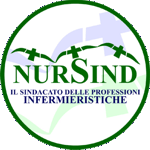 NURSIND
IL SINDACATO DELLE PROFESSIONI
INFERMIERISTICHE